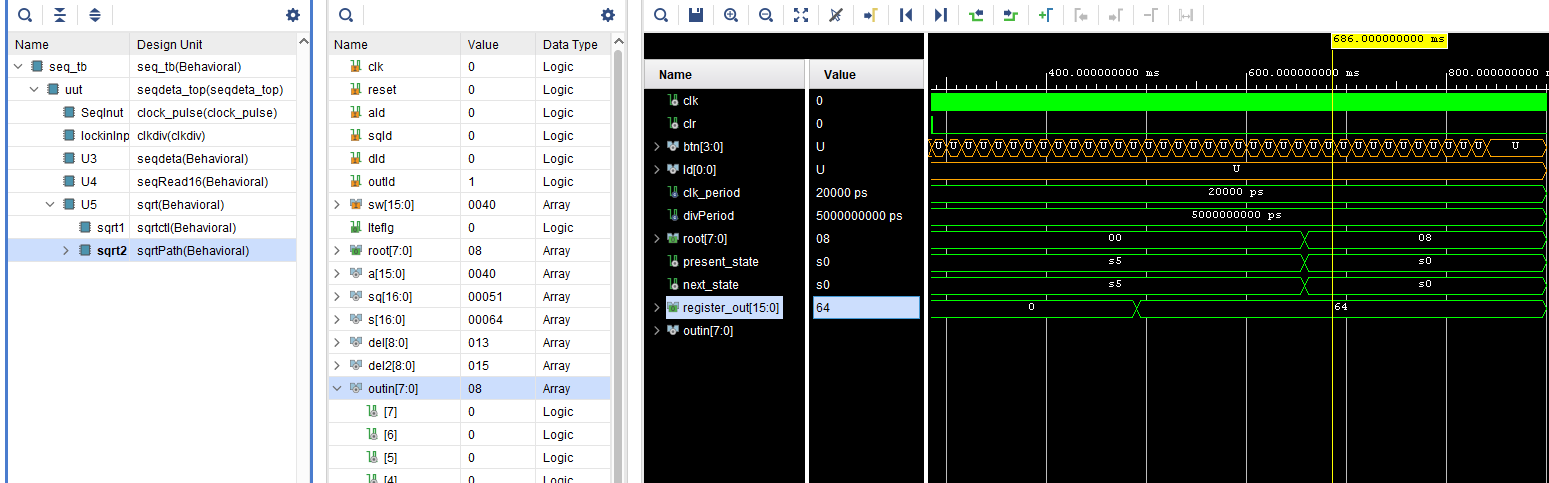 Name Design Unit
seq_tb seq_tb(Behavioral)
uut seqdeta_top(seqdeta_top)
SeqInut clock_pulse(clock_pulse)
lockinInp clkdiv(clkdiv)
U3 seqdeta(Behavioral)
U4 seqRead16(Behavioral)
U5 sqrt(Behavioral)
sqrt1 sqrtctl(Behavioral)
sqrt2 sqrtPath(Behavioral)
Name Value Data Type
clk 0 Logic
reset 0 Logic
ald 0 Logic
sqld 0 Logic
dld 0 Logic
outld 1 Logic
sw[15:0] 0040 Array
lteflg 0 Logic
root[7:0] 08 Array
a[15:0] 0040 Array
sq[16:0] 00051 Array
s[16:0] 00064 Array
del[8:0] 013 Array
del2[8:0] 015 Array
outin[7:0] 08 Array
[7] 0 Logic
[6] 0 Logic
[5] 0 Logic
[4] 0 Logic
Name Value
clk 0
clr 0
btn[3:0] U
ld[0:0] U
clk_period 20000 ps
divPeriod 5000000000 ps
root[7:0] 08
present_state s0
next_state s0
register_out[15:0] 64
outin[7:0]
686.000000000 ms
400.000000000 ms 600.000000000 ms 800.000000000 m
U U U U U U U U U U U U U U U U U U U U U U U U U U U U U
U
20000 ps
5000000000 ps
00 08
s5 s0
s5 s0
0 64